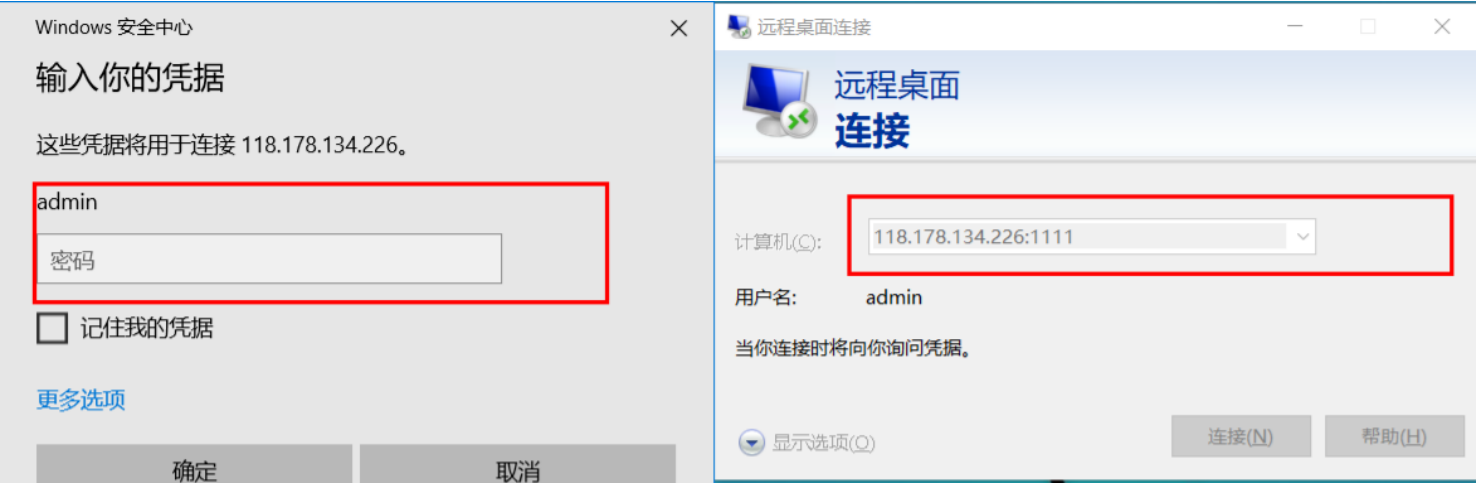 Windows 安全中心
输入你的凭据
这些凭据将用于连接 118.178.134.226。
admin
密码
记住我的凭据
更多选项
确定
取消
远程桌面连接
远程桌面
连接
计算机(C):
118.178.134.226:1111
用户名:
admin
当你连接时将向你询问凭据。
显示选项(O)
连接(N)
帮助(H)